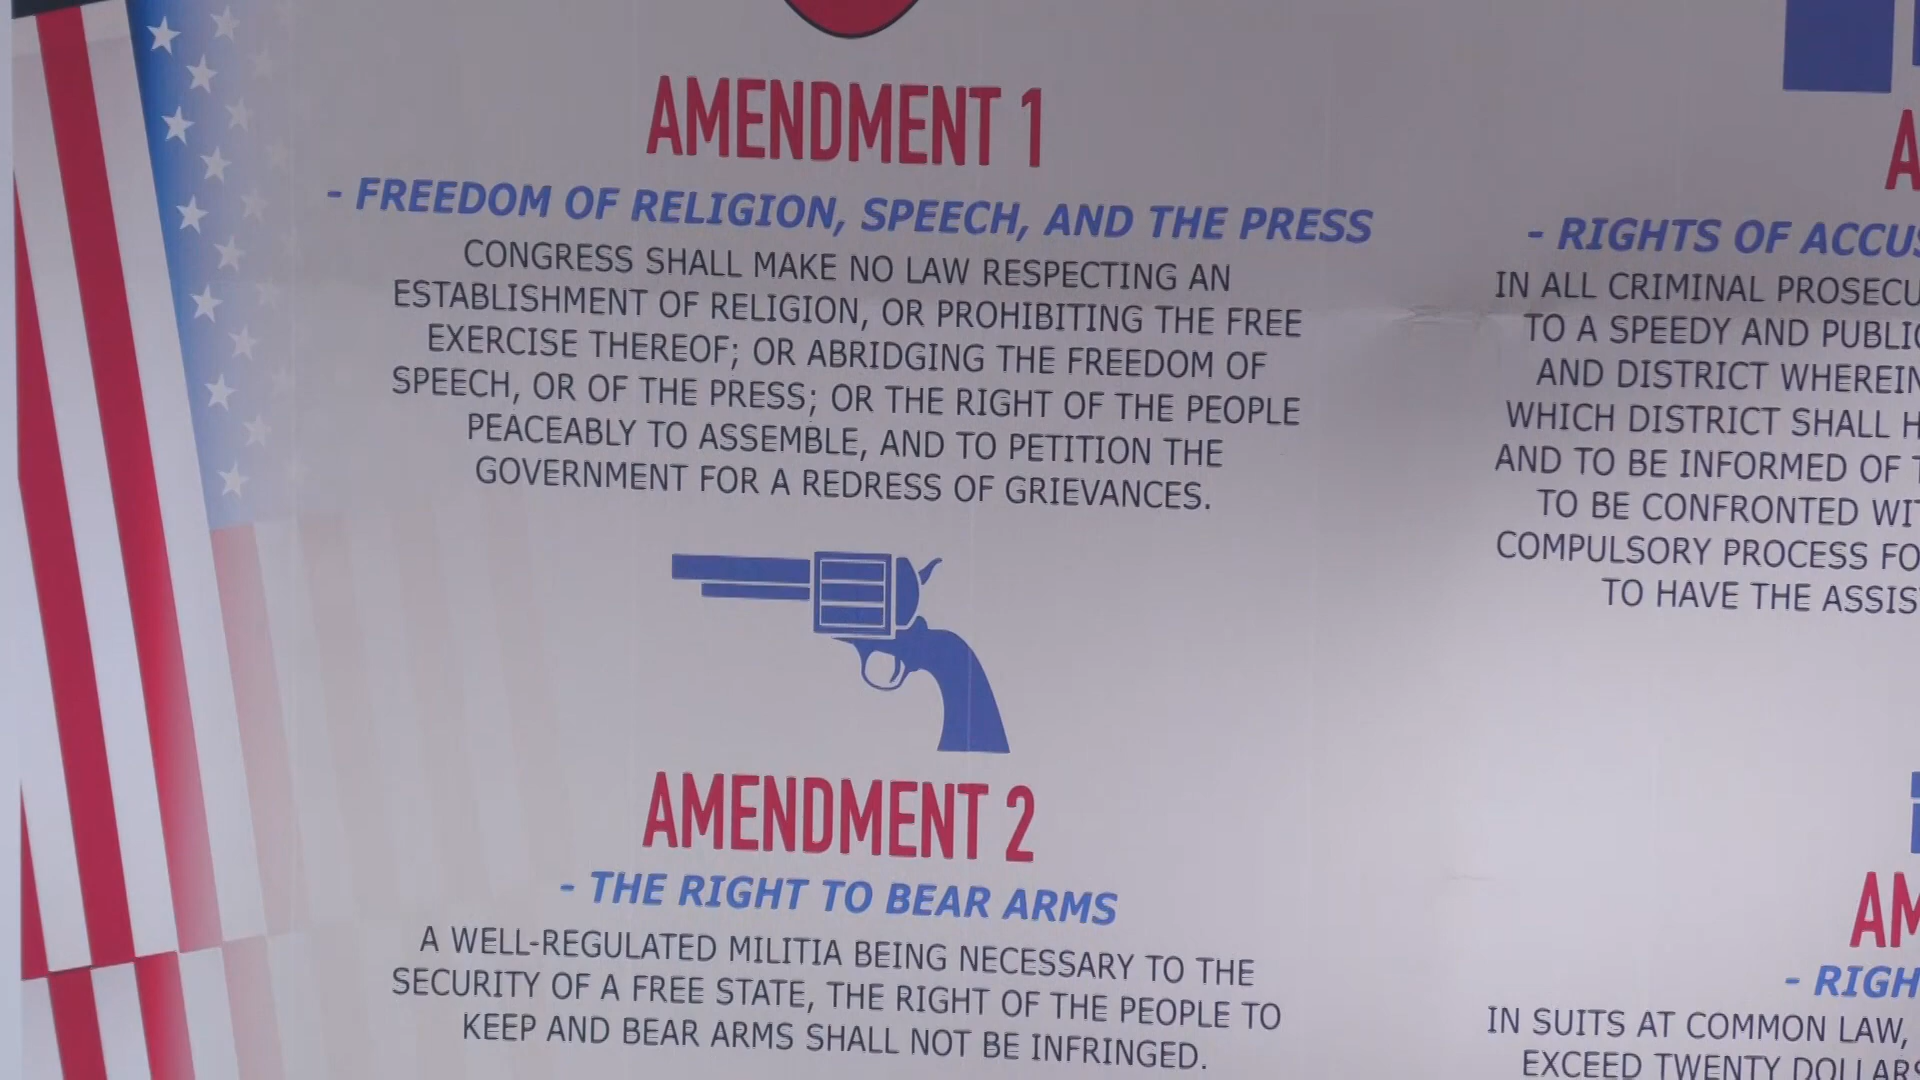 AMENDMENT 1
- FREEDOM OF RELIGION, SPEECH, AND THE PRESS
CONGRESS SHALL MAKE NO LAW RESPECTING AN
ESTABLISHMENT OF RELIGION, OR PROHIBITING THE FREE
EXERCISE THEREOF; OR ABRIDGING THE FREEDOM OF
SPEECH, OR OF THE PRESS; OR THE RIGHT OF THE PEOPLE
PEACEABLY TO ASSEMBLE, AND TO PETITION THE
GOVERNMENT FOR A REDRESS OF GRIEVANCES.
AMENDMENT 2
- THE RIGHT TO BEAR ARMS
A WELL-REGULATED MILITIA BEING NECESSARY TO THE
SECURITY OF A FREE STATE, THE RIGHT OF THE PEOPLE TO
KEEP AND BEAR ARMS SHALL NOT BE INFRINGED.
- RIGHTS OF
IN ALL CRIMINAL
TO A SPEEDY AND
AND DISTRICT
WHICH DISTRICT SHALL
AND TO BE INFORMED OF
TO BE CONFRONTED
COMPULSORY PROCESS
TO HAVE THE
IN SUITS AT COMMON LAW,
EXCEED TWENTY